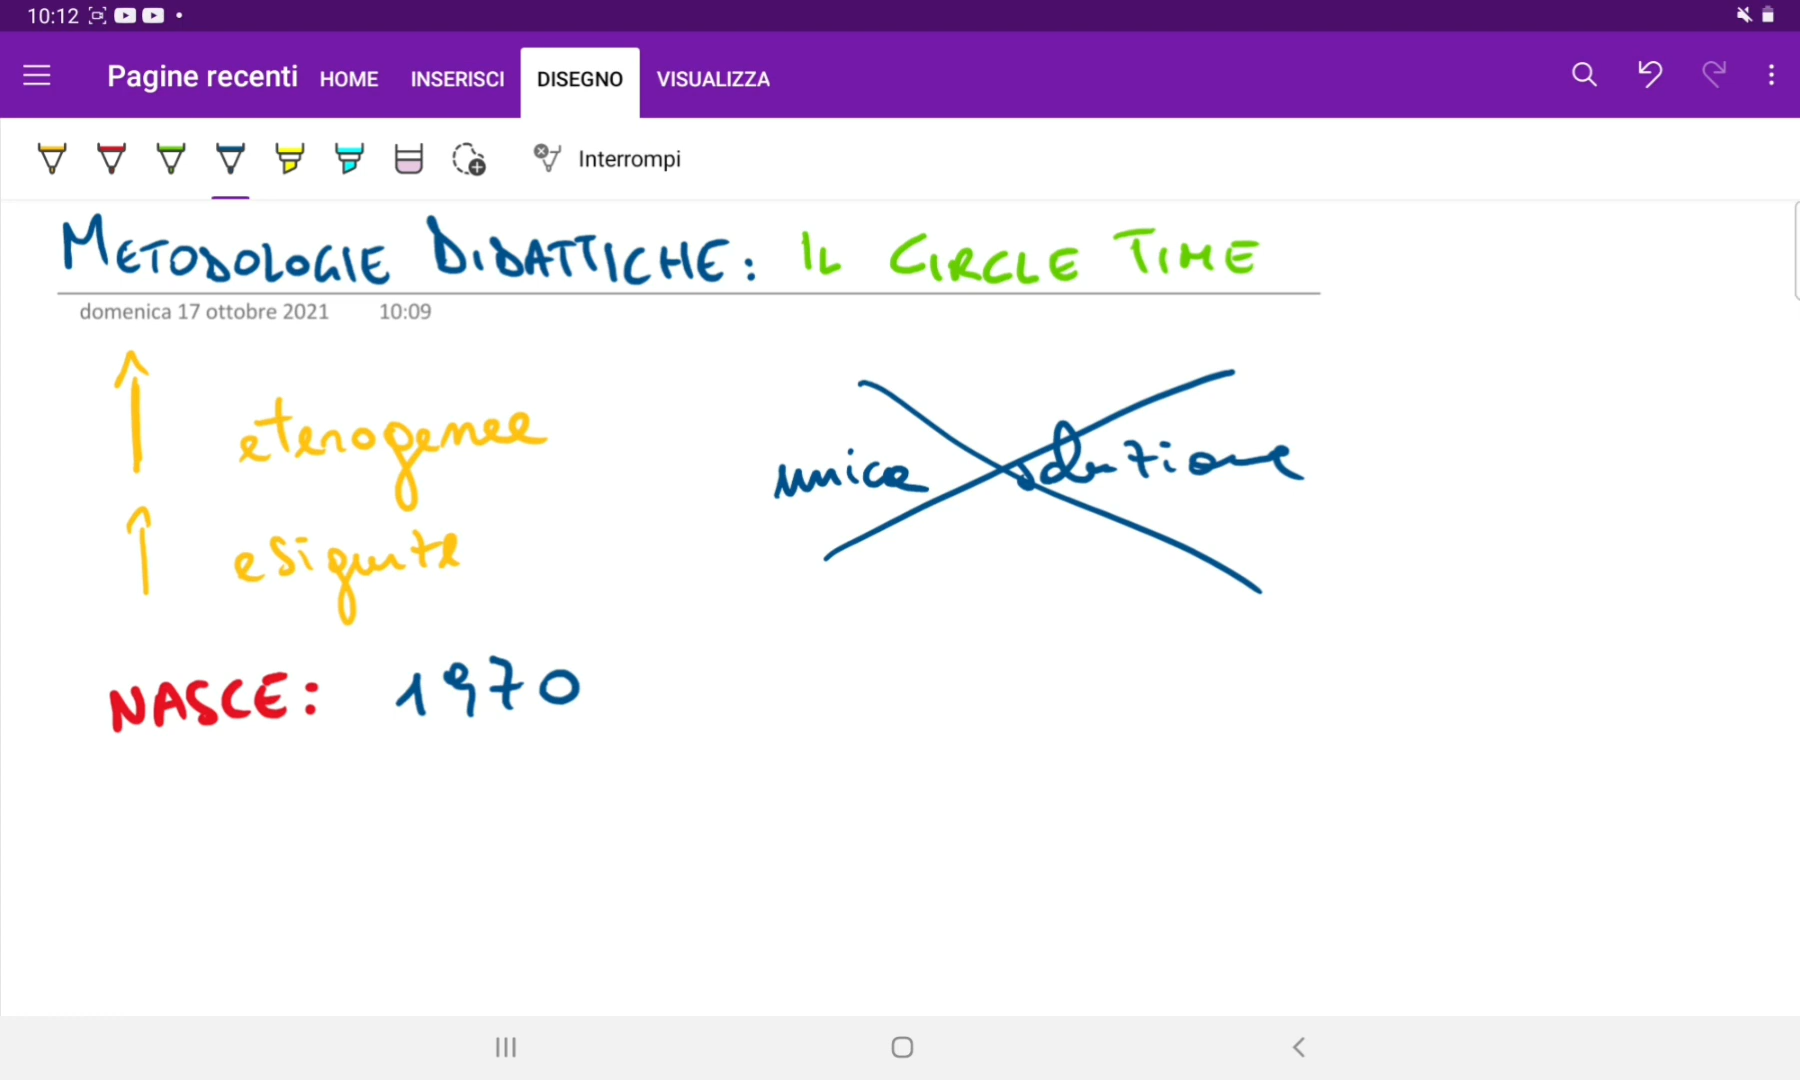 10:12
Pagine recenti HOME INSERISCI DISEGNO VISUALIZZA
Interrompi
METODOLOGIE DIDATTICHE: IL CIRCLE TIME
domenica 17 ottobre 2021 10:09
eterogenee
unica soluzione
esigente
NASCE: 1970